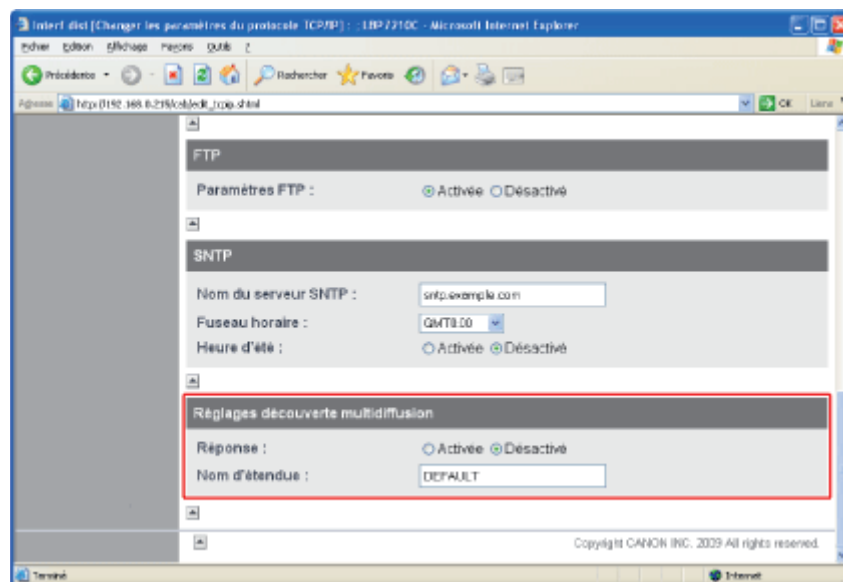 Interf dist [Changer les paramètres du protocole TCP/IP] : : LBP7210C - Microsoft Internet Explorer
Fichier Edition Affichage Favoris Outils ?
Précédente Rechercher Favoris
Adresse OK Liens
FTP
Paramètres FTP : Activée Désactivé
SNTP
Nom du serveur SNTP : sntp.example.com
Fuseau horaire : GMT0.00
Heure d'été : Activée Désactivé
Réglages découverte multidiffusion
Réponse : Activée Désactivé
Nom d'étendue : DEFAULT
Copyright CANON INC. 2009 All rights reserved.
Terminé Internet